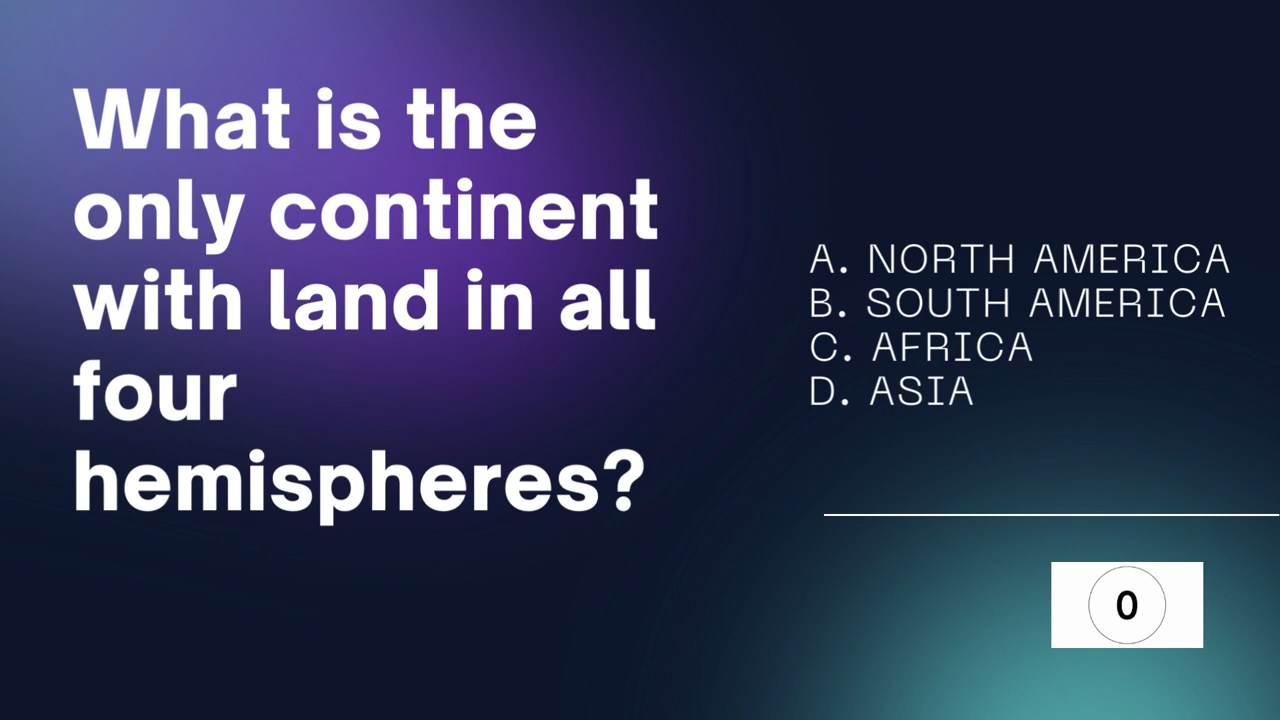 What is the
only continent
with land in all
four
hemispheres?
A. NORTH AMERICA
B. SOUTH AMERICA
C. AFRICA
D. ASIA
0